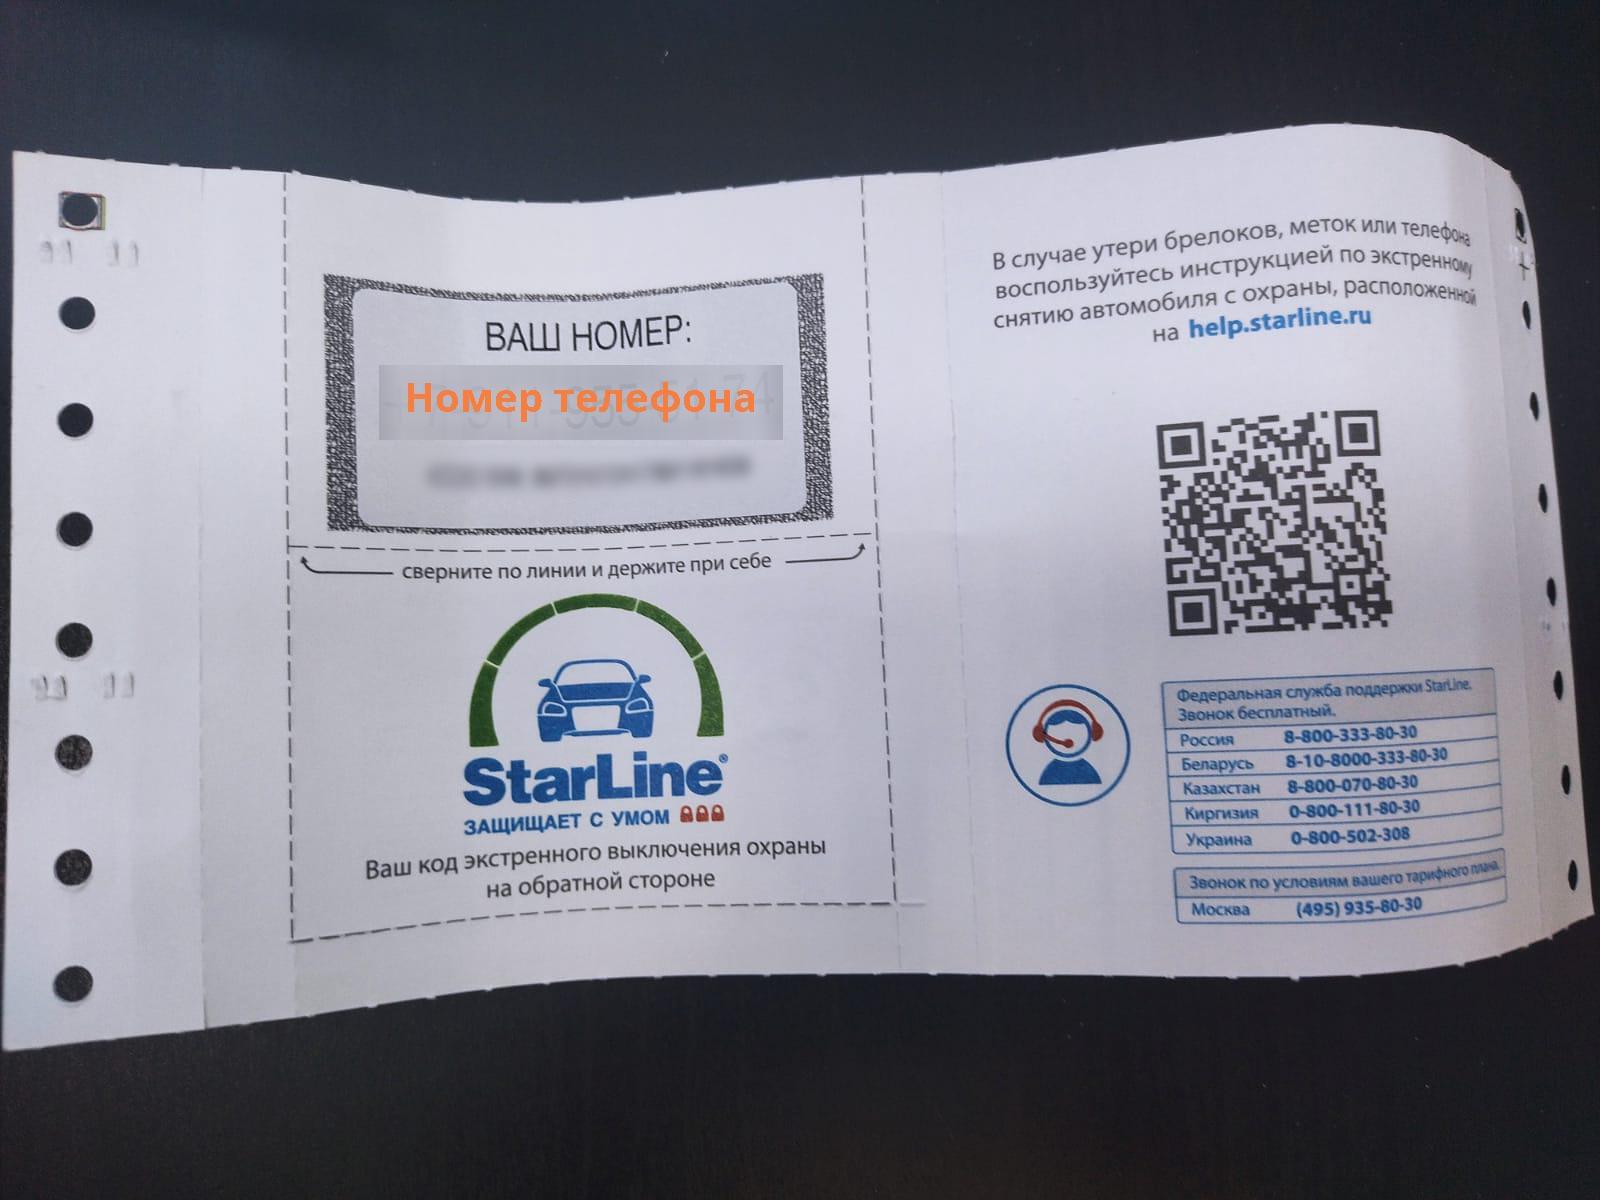 ВАШ НОМЕР:
Номер телефона
сверните по линии и держите при себе
StarLine®
ЗАЩИЩАЕТ С УМОМ
Ваш код экстренного выключения охраны
на обратной стороне
В случае утери брелоков, меток или телефона
воспользуйтесь инструкцией по экстренному
снятию автомобиля с охраны, расположенной
на help.starline.ru
Федеральная служба поддержки StarLine.
Звонок бесплатный.
Россия 8-800-333-80-30
Беларусь 8-10-8000-333-80-30
Казахстан 8-800-070-80-30
Киргизия 0-800-111-80-30
Украина 0-800-502-308
Звонок по условиям вашего тарифного плана.
Москва (495) 935-80-30